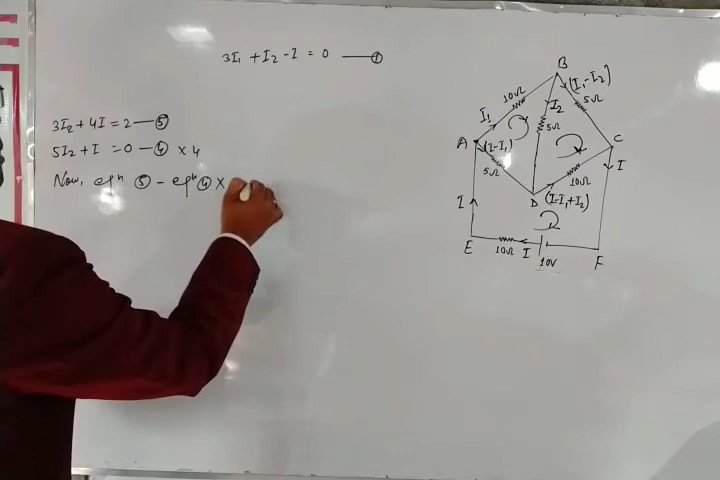 3I₁ + I₂ - I = 0 —— ①
3I₂ + 4I = 2 — ⑤
5I₂ + I = 0 - ④ × 4
Now, eqⁿ ⑤ - eqⁿ ④ ×
B
10Ω
(I₁-I₂)
5Ω
I₁
I₂
5Ω
A
(I-I₁)
C
5Ω
I
10Ω
D
(I-I₁+I₂)
I
E
10Ω
I
10V
F